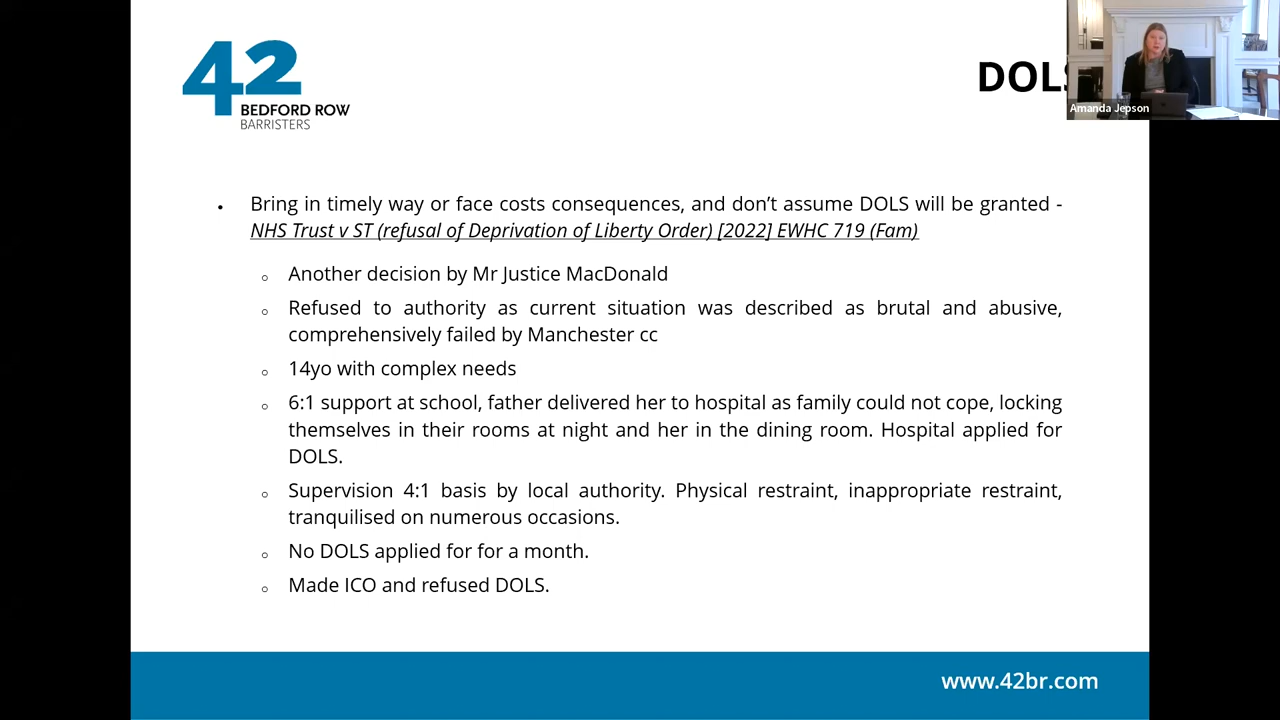 42
BEDFORD ROW
BARRISTERS
DOLS
Amanda Jepson
• Bring in timely way or face costs consequences, and don't assume DOLS will be granted -
NHS Trust v ST (refusal of Deprivation of Liberty Order) [2022] EWHC 719 (Fam)
o Another decision by Mr Justice MacDonald
o Refused to authority as current situation was described as brutal and abusive,
comprehensively failed by Manchester cc
o 14yo with complex needs
o 6:1 support at school, father delivered her to hospital as family could not cope, locking
themselves in their rooms at night and her in the dining room. Hospital applied for
DOLS.
o Supervision 4:1 basis by local authority. Physical restraint, inappropriate restraint,
tranquilised on numerous occasions.
o No DOLS applied for for a month.
o Made ICO and refused DOLS.
www.42br.com